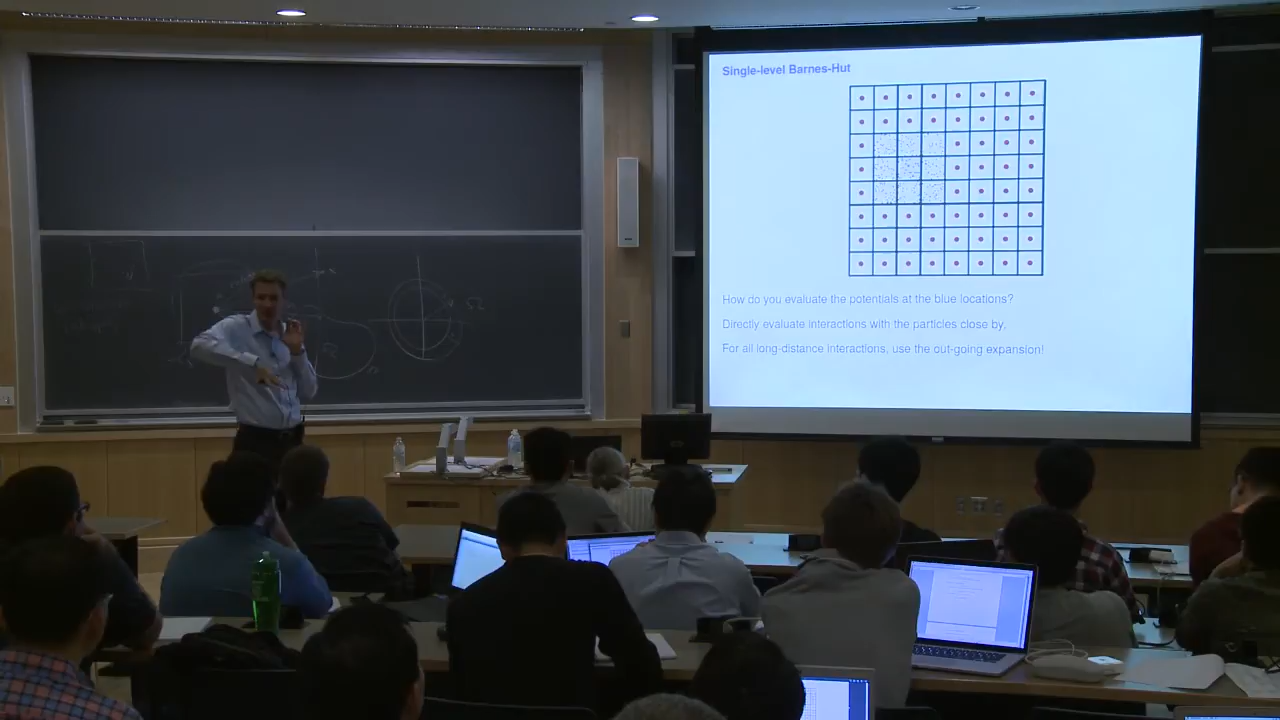 Single-level Barnes-Hut
How do you evaluate the potentials at the blue locations?
Directly evaluate interactions with the particles close by.
For all long-distance interactions, use the out-going expansion!